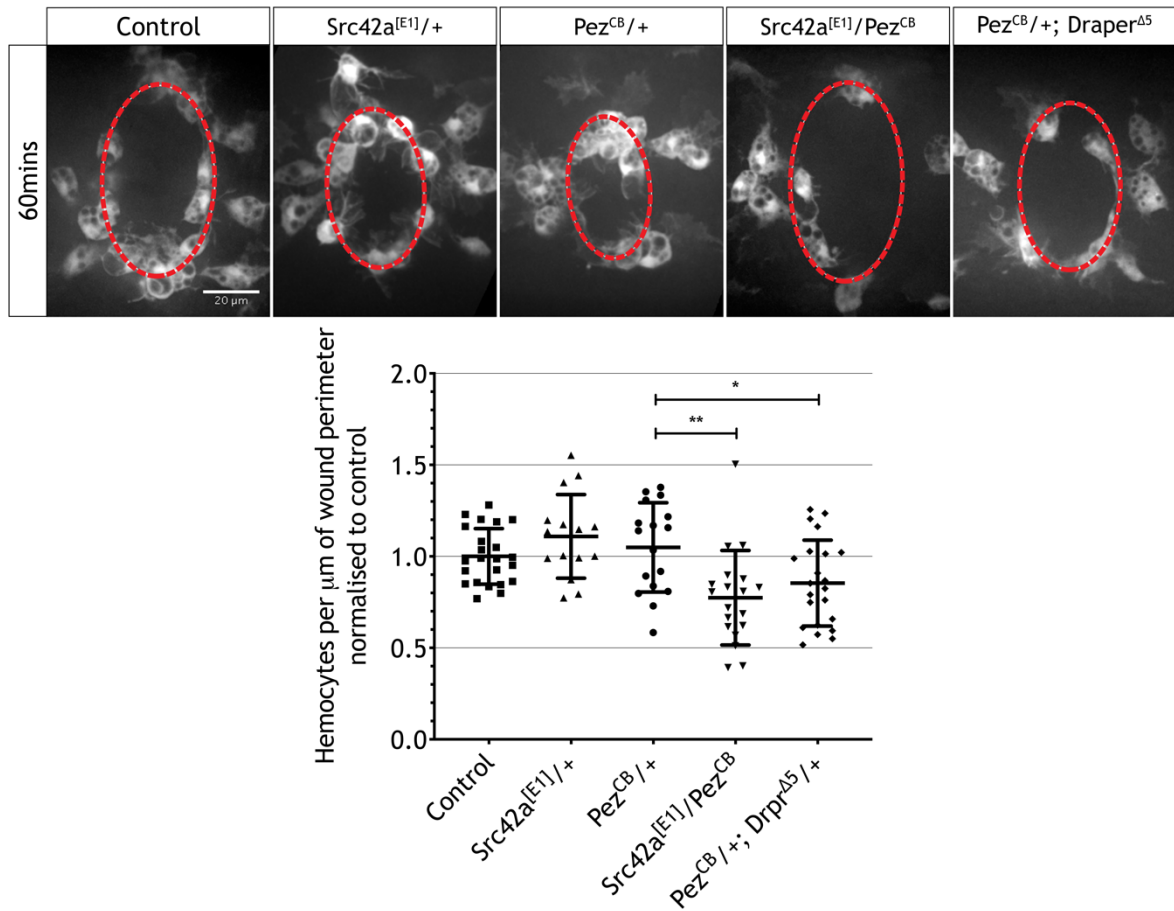 Control
Src42a[E1]/+
PezCB/+
Src42a[E1]/PezCB
PezCB/+; DraperΔ5
60mins
20 µm
Hemocytes per µm of wound perimeter
normalised to control
2.0
1.5
1.0
0.5
0.0
*
**
Control
Src42a[E1]/+
PezCB/+
Src42a[E1]/PezCB
PezCB/+; DrprΔ5/+